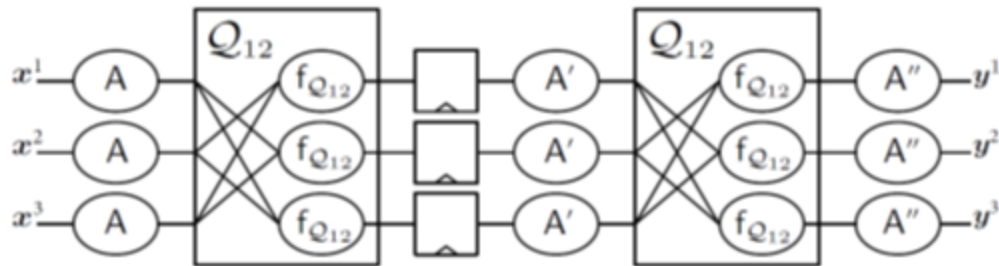 𝒬₁₂ 𝒬₁₂
x¹ A f𝒬₁₂ A′ f𝒬₁₂ A″ y¹
x² A f𝒬₁₂ A′ f𝒬₁₂ A″ y²
x³ A f𝒬₁₂ A′ f𝒬₁₂ A″ y³